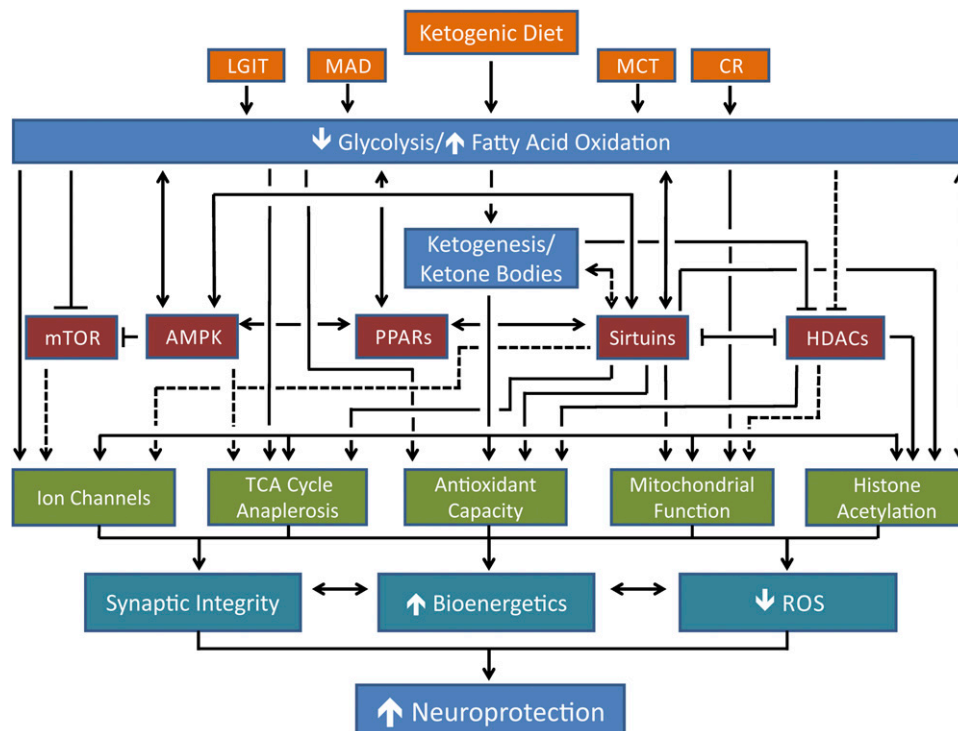 Ketogenic Diet
LGIT
MAD
MCT
CR
Glycolysis/ Fatty Acid Oxidation
Ketogenesis/
Ketone Bodies
mTOR
AMPK
PPARs
Sirtuins
HDACs
Ion Channels
TCA Cycle
Anaplerosis
Antioxidant
Capacity
Mitochondrial
Function
Histone
Acetylation
Synaptic Integrity
Bioenergetics
ROS
Neuroprotection